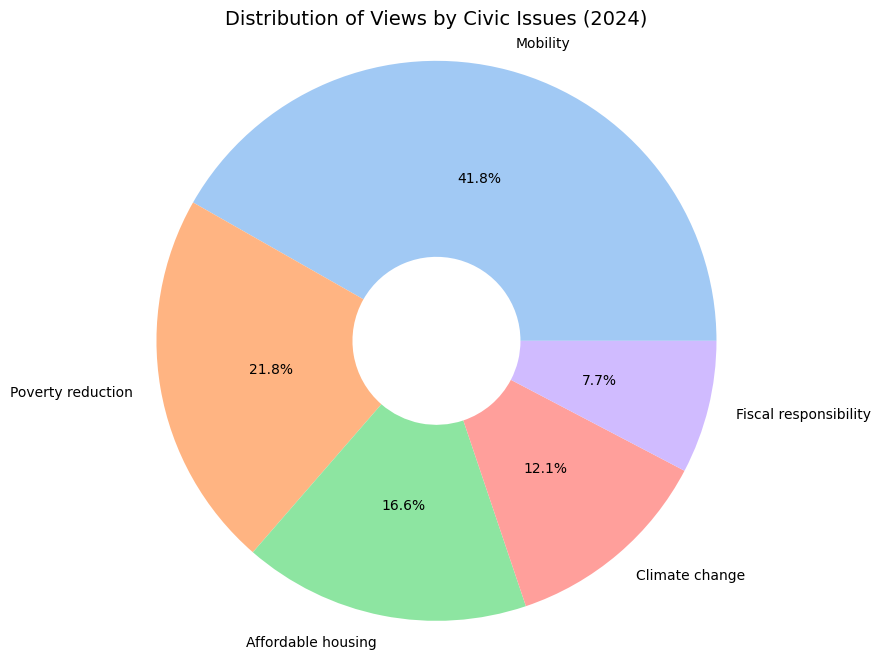 Distribution of Views by Civic Issues (2024)
Mobility
41.8%
21.8%
Poverty reduction
7.7%
Fiscal responsibility
12.1%
16.6%
Climate change
Affordable housing